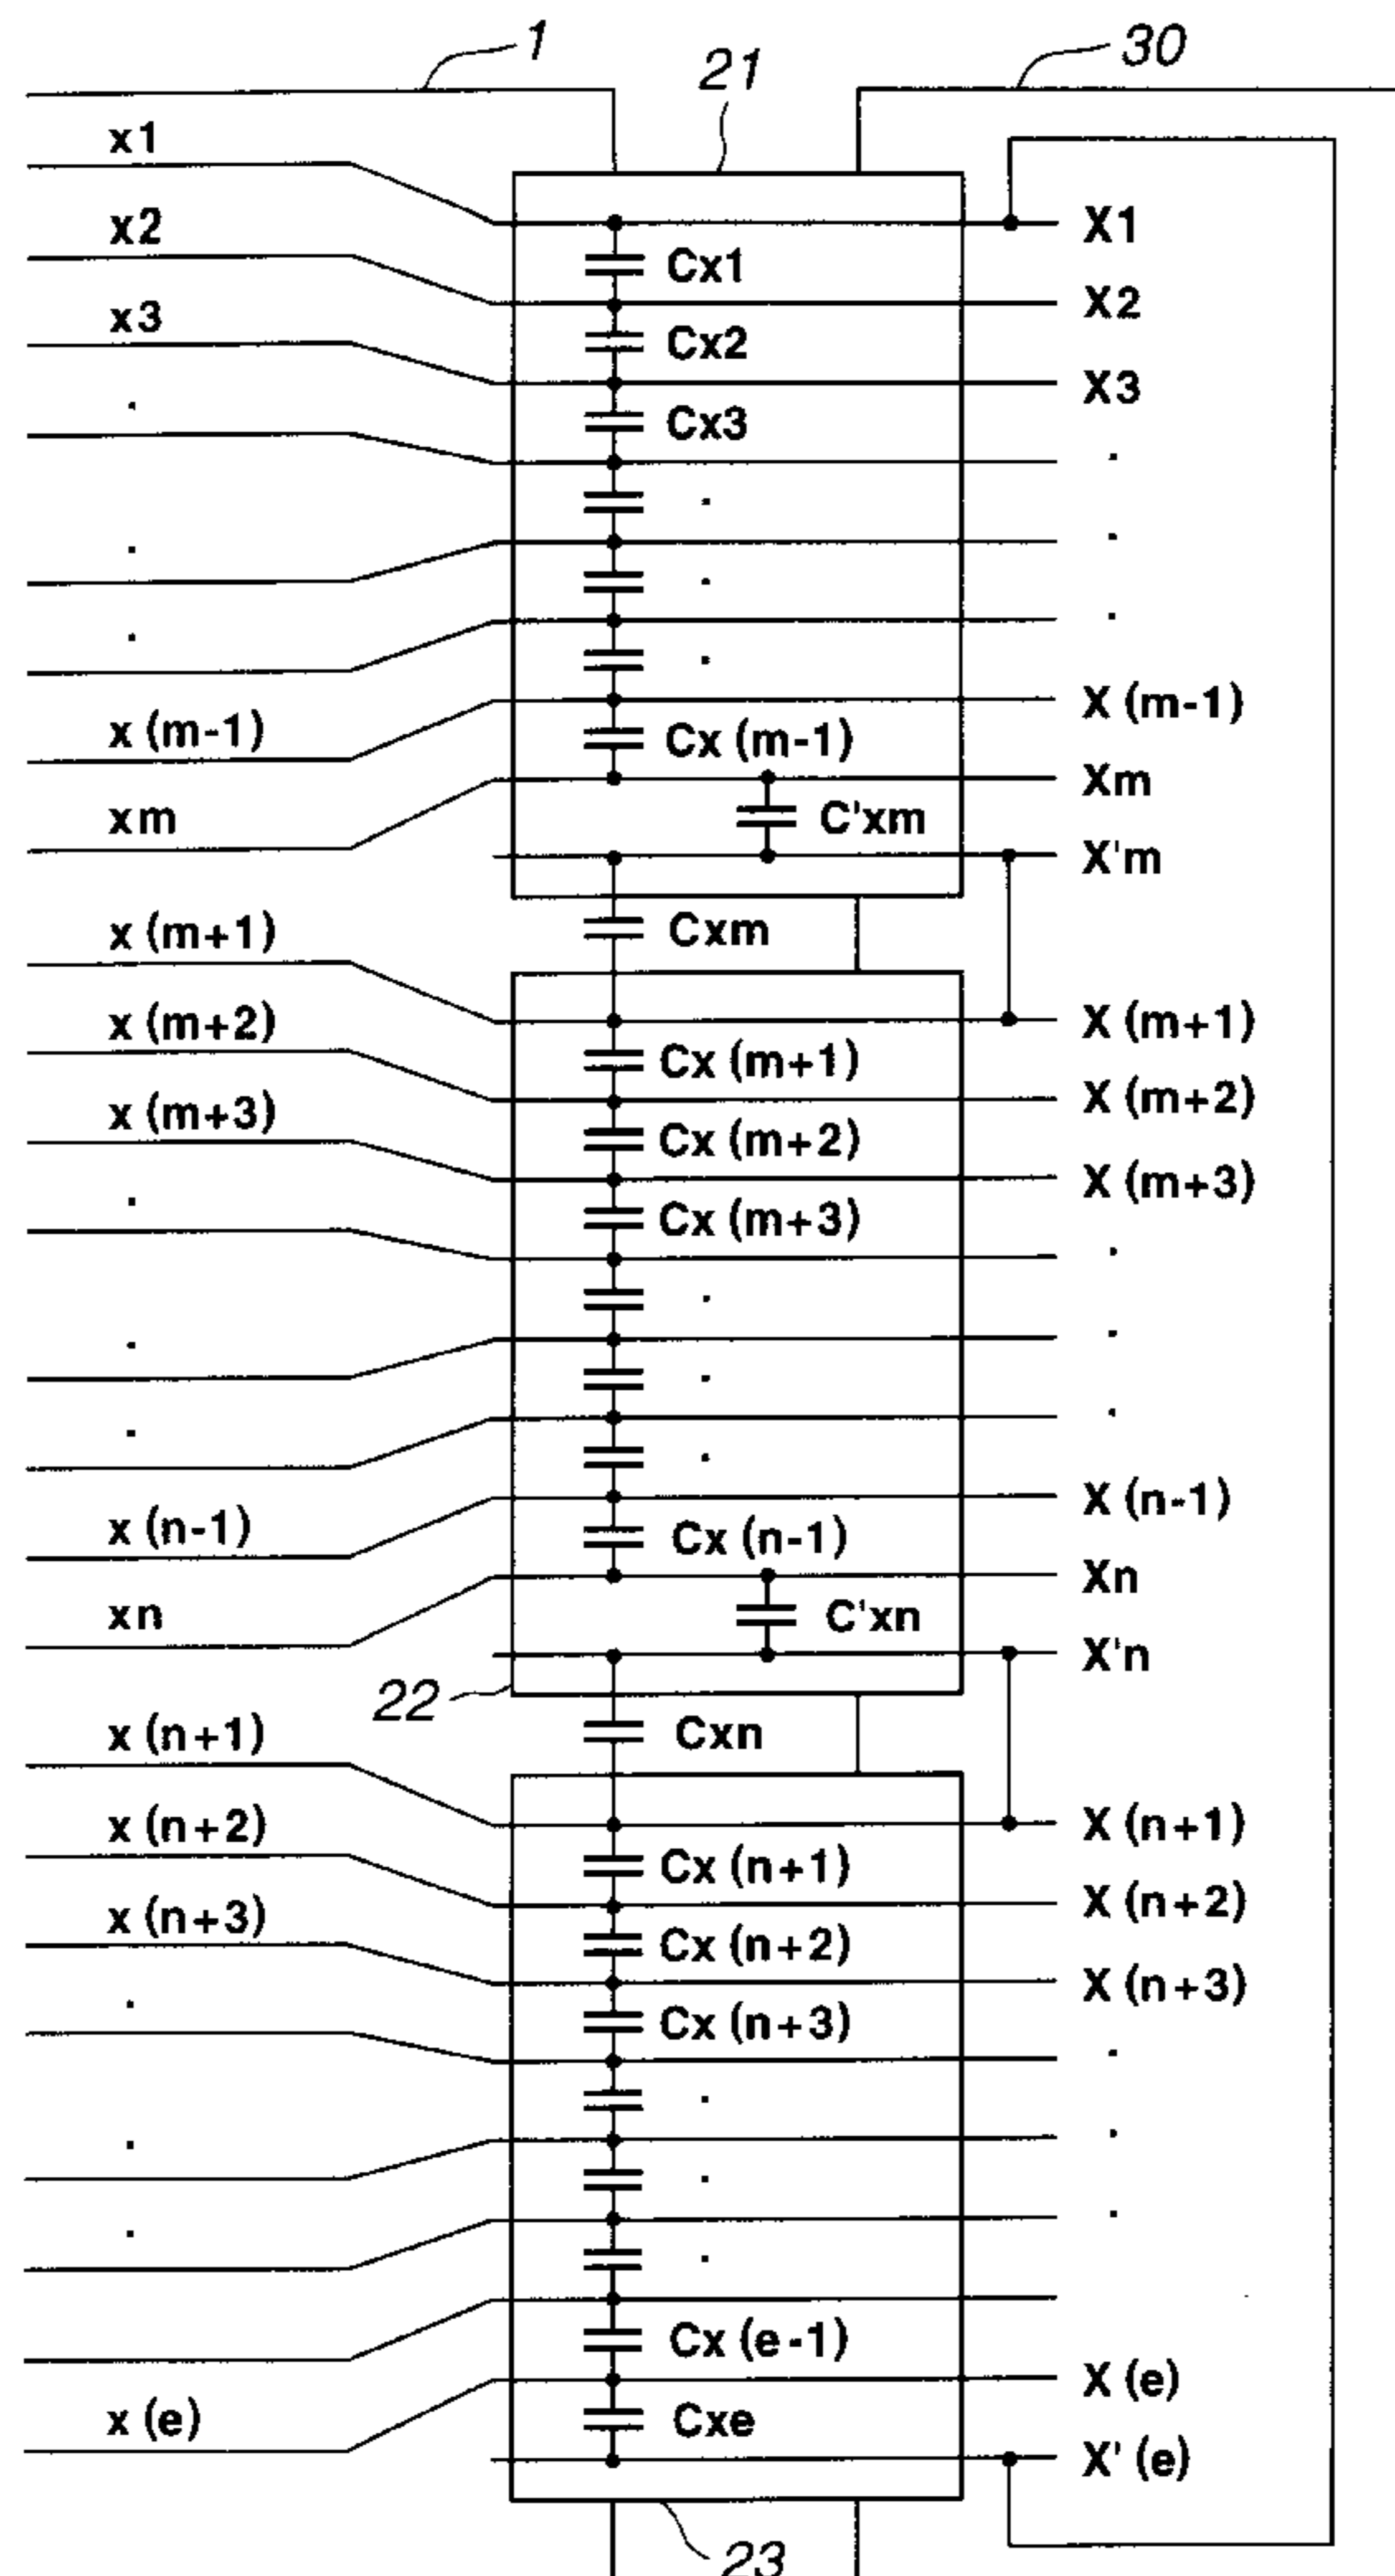 1
21
30
x1
X1
x2
Cx1
X2
x3
Cx2
X3
Cx3
x (m-1)
Cx (m-1)
X (m-1)
xm
Xm
C'xm
X'm
x (m+1)
Cxm
x (m+2)
X (m+1)
Cx (m+1)
x (m+3)
X (m+2)
Cx (m+2)
X (m+3)
Cx (m+3)
x (n-1)
X (n-1)
Cx (n-1)
xn
Xn
C'xn
X'n
22
x (n+1)
Cxn
x (n+2)
X (n+1)
Cx (n+1)
x (n+3)
X (n+2)
Cx (n+2)
X (n+3)
Cx (n+3)
Cx (e-1)
X (e)
x (e)
Cxe
X' (e)
23